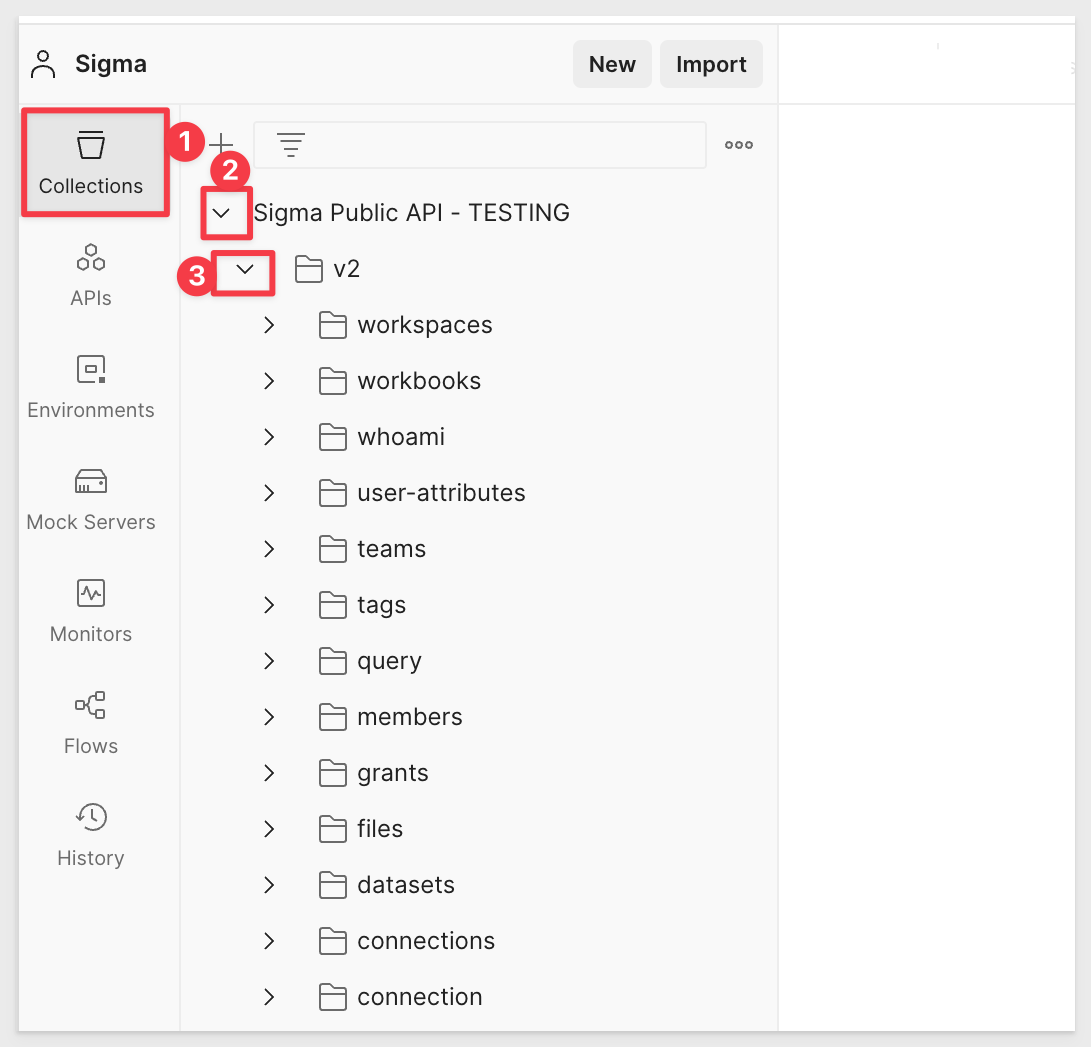 Sigma
New
Import
Collections
1
2
Sigma Public API - TESTING
3
v2
workspaces
workbooks
whoami
user-attributes
teams
tags
query
members
grants
files
datasets
connections
connection
APIs
Environments
Mock Servers
Monitors
Flows
History